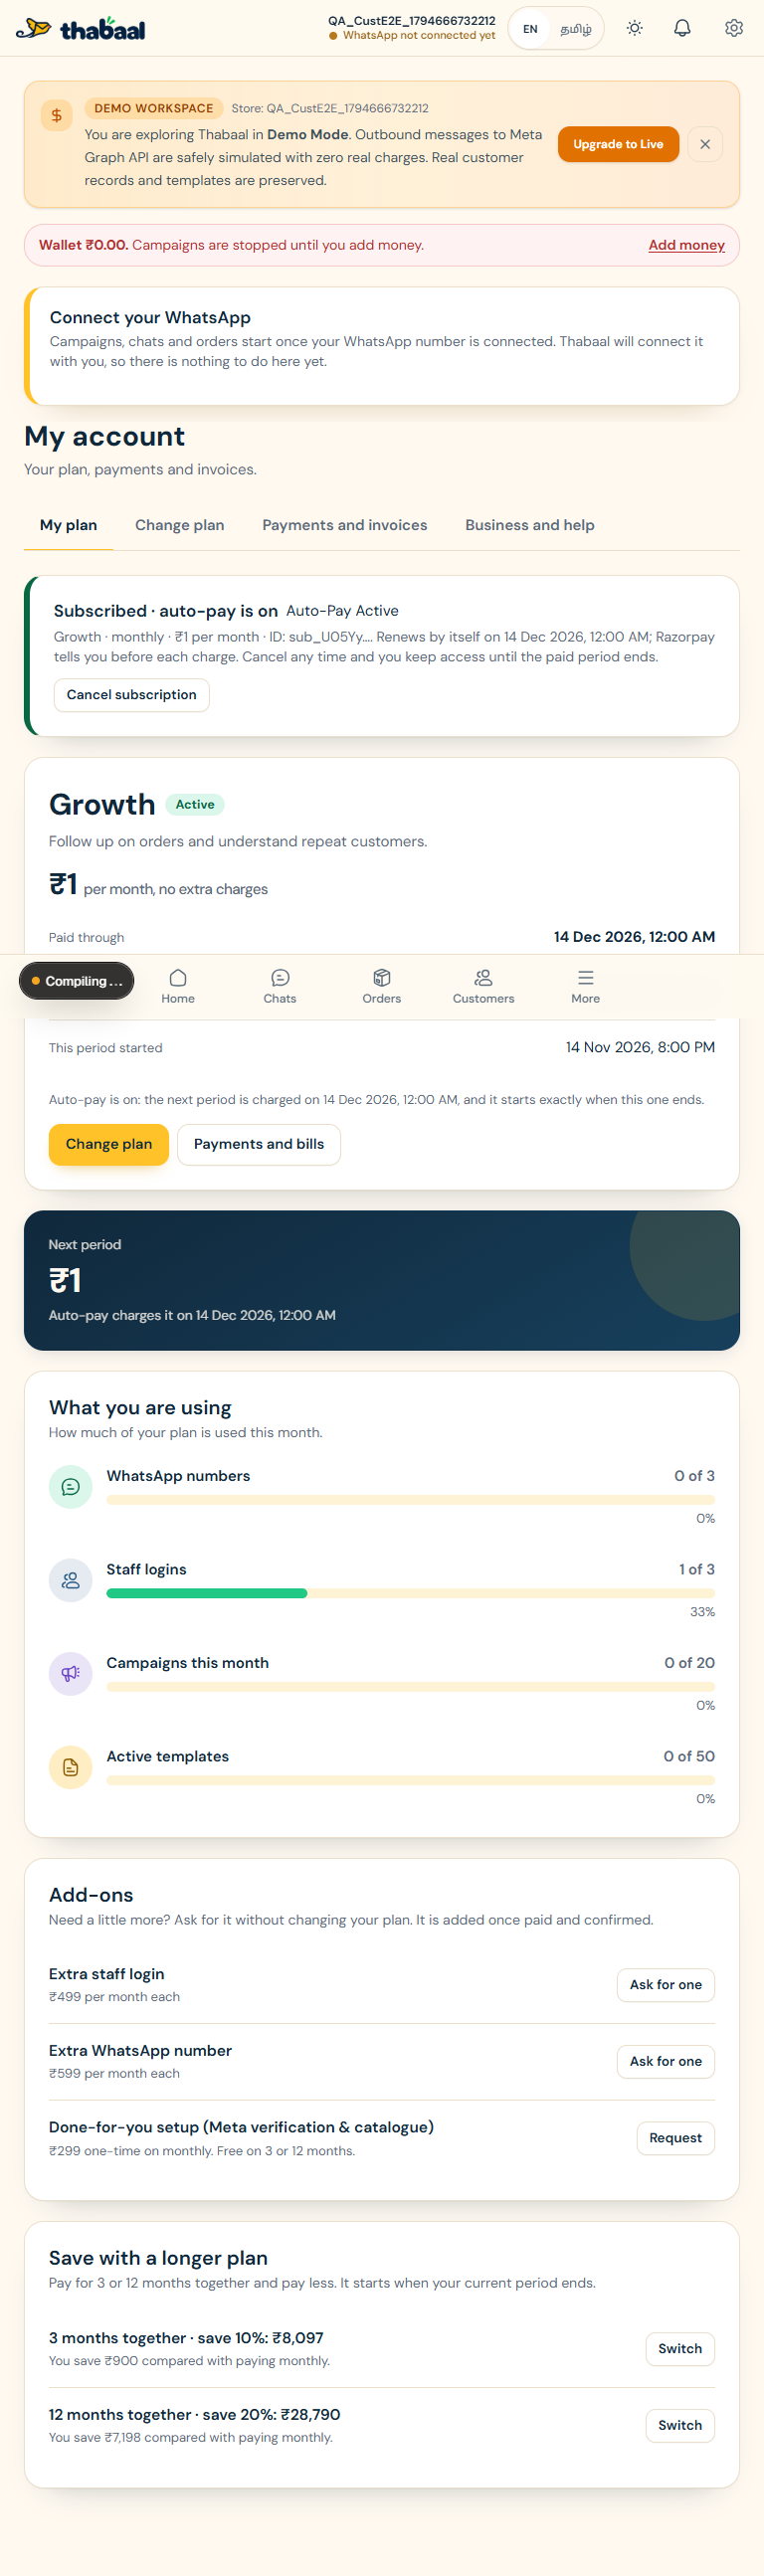 thabaal
QA_CustE2E_1794666732212
WhatsApp not connected yet
EN
தமிழ்
DEMO WORKSPACE
Store: QA_CustE2E_1794666732212
You are exploring Thabaal in Demo Mode. Outbound messages to Meta
Graph API are safely simulated with zero real charges. Real customer
records and templates are preserved.
Upgrade to Live
Wallet ₹0.00. Campaigns are stopped until you add money.
Add money
Connect your WhatsApp
Campaigns, chats and orders start once your WhatsApp number is connected. Thabaal will connect it
with you, so there is nothing to do here yet.
My account
Your plan, payments and invoices.
My plan
Change plan
Payments and invoices
Business and help
Subscribed · auto-pay is on Auto-Pay Active
Growth · monthly · ₹1 per month · ID: sub_U05Yy.... Renews by itself on 14 Dec 2026, 12:00 AM; Razorpay
tells you before each charge. Cancel any time and you keep access until the paid period ends.
Cancel subscription
Growth
Active
Follow up on orders and understand repeat customers.
₹1 per month, no extra charges
Paid through
14 Dec 2026, 12:00 AM
Compiling ...
Home
Chats
Orders
Customers
More
This period started
14 Nov 2026, 8:00 PM
Auto-pay is on: the next period is charged on 14 Dec 2026, 12:00 AM, and it starts exactly when this one ends.
Change plan
Payments and bills
Next period
₹1
Auto-pay charges it on 14 Dec 2026, 12:00 AM
What you are using
How much of your plan is used this month.
WhatsApp numbers
0 of 3
0%
Staff logins
1 of 3
33%
Campaigns this month
0 of 20
0%
Active templates
0 of 50
0%
Add-ons
Need a little more? Ask for it without changing your plan. It is added once paid and confirmed.
Extra staff login
₹499 per month each
Ask for one
Extra WhatsApp number
₹599 per month each
Ask for one
Done-for-you setup (Meta verification & catalogue)
₹299 one-time on monthly. Free on 3 or 12 months.
Request
Save with a longer plan
Pay for 3 or 12 months together and pay less. It starts when your current period ends.
3 months together · save 10%: ₹8,097
You save ₹900 compared with paying monthly.
Switch
12 months together · save 20%: ₹28,790
You save ₹7,198 compared with paying monthly.
Switch